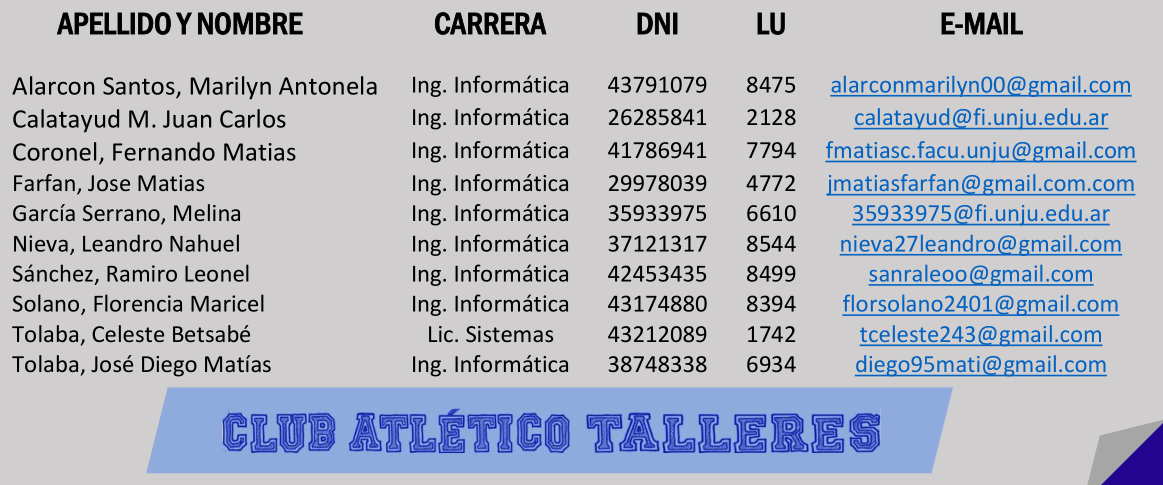 APELLIDO Y NOMBRE CARRERA DNI LU E-MAIL
Alarcon Santos, Marilyn Antonela Ing. Informática 43791079 8475 alarconmarilyn00@gmail.com
Calatayud M. Juan Carlos Ing. Informática 26285841 2128 calatayud@fi.unju.edu.ar
Coronel, Fernando Matias Ing. Informática 41786941 7794 fmatiasc.facu.unju@gmail.com
Farfan, Jose Matias Ing. Informática 29978039 4772 jmatiasfarfan@gmail.com.com
García Serrano, Melina Ing. Informática 35933975 6610 35933975@fi.unju.edu.ar
Nieva, Leandro Nahuel Ing. Informática 37121317 8544 nieva27leandro@gmail.com
Sánchez, Ramiro Leonel Ing. Informática 42453435 8499 sanraleoo@gmail.com
Solano, Florencia Maricel Ing. Informática 43174880 8394 florsolano2401@gmail.com
Tolaba, Celeste Betsabé Lic. Sistemas 43212089 1742 tceleste243@gmail.com
Tolaba, José Diego Matías Ing. Informática 38748338 6934 diego95mati@gmail.com
CLUB ATLÉTICO TALLERES